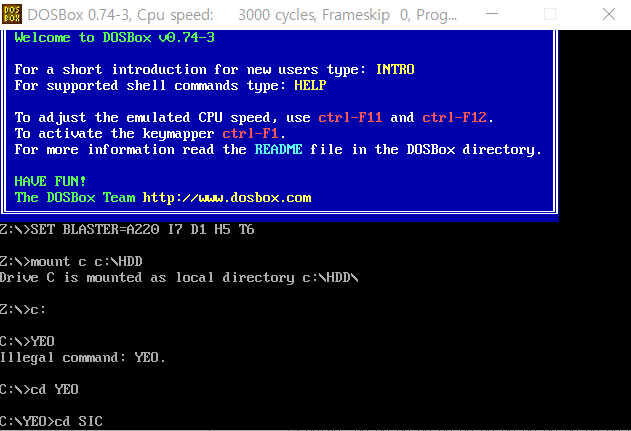 DOSBox 0.74-3, Cpu speed: 3000 cycles, Frameskip 0, Prog...
Welcome to DOSBox v0.74-3
For a short introduction for new users type: INTRO
For supported shell commands type: HELP
To adjust the emulated CPU speed, use ctrl-F11 and ctrl-F12.
To activate the keymapper ctrl-F1.
For more information read the README file in the DOSBox directory.
HAVE FUN!
The DOSBox Team http://www.dosbox.com
Z:\>SET BLASTER=A220 I7 D1 H5 T6
Z:\>mount c c:\HDD
Drive C is mounted as local directory c:\HDD\
Z:\>c:
C:\>YEO
Illegal command: YEO.
C:\>cd YEO
C:\YEO>cd SIC